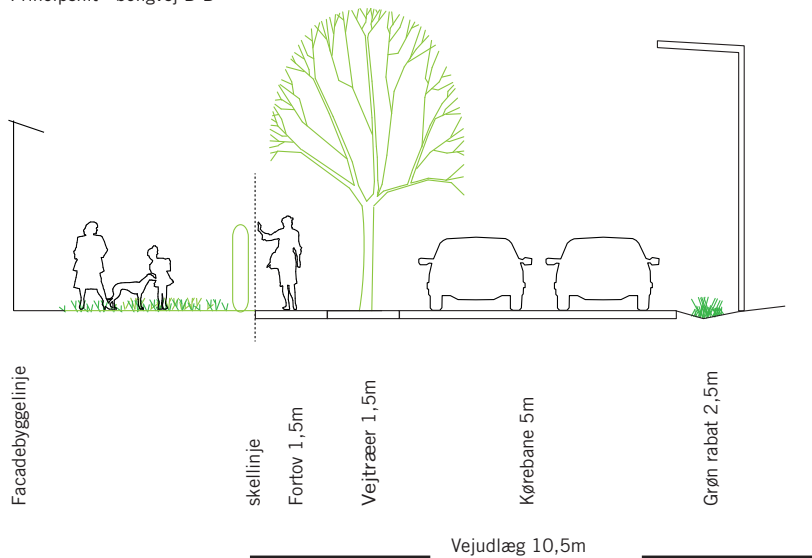 Facadebyggelinje
skellinje
Fortov 1,5m
Vejtræer 1,5m
Kørebane 5m
Grøn rabat 2,5m
Vejudlæg 10,5m